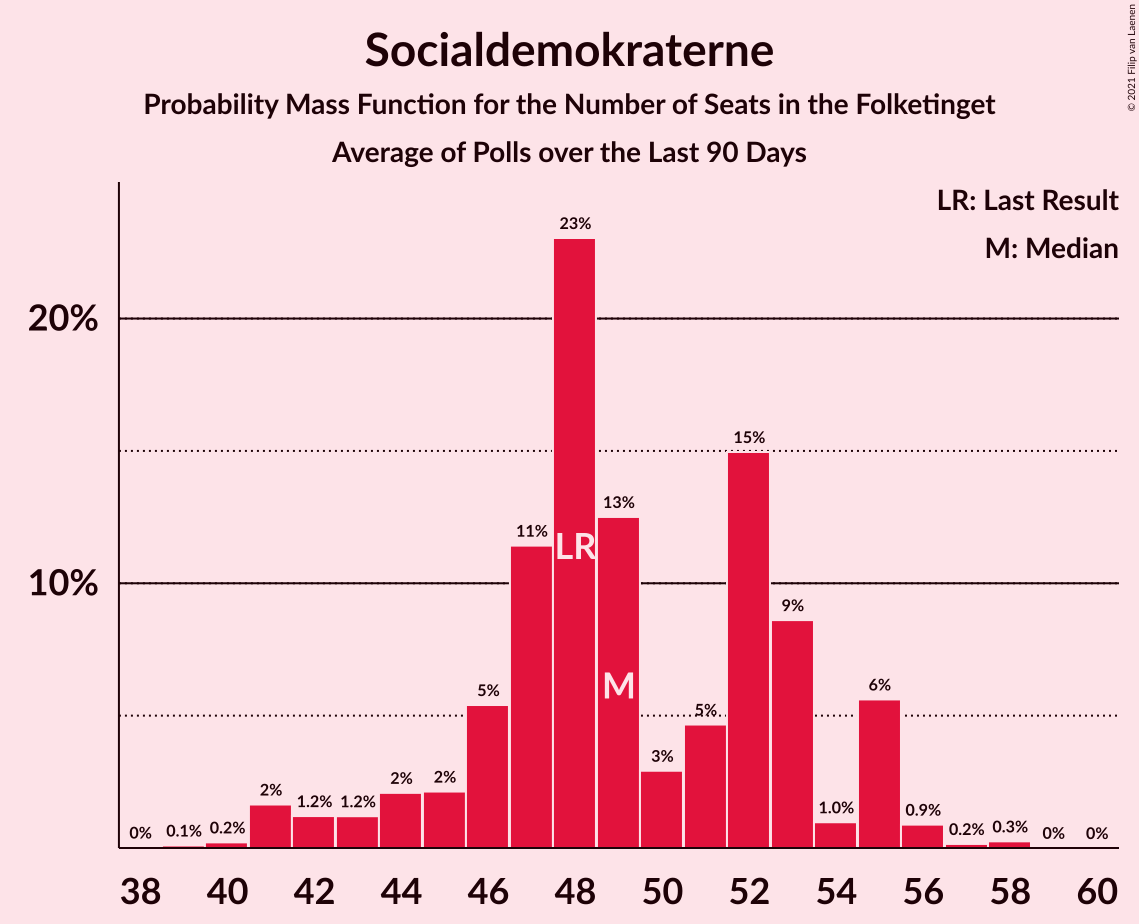 Socialdemokraterne
Probability Mass Function for the Number of Seats in the Folketinget
Average of Polls over the Last 90 Days
© 2021 Filip van Laenen
LR: Last Result
M: Median
20%
10%
0% 0.1% 0.2% 2% 1.2% 1.2% 2% 2% 5% 11% 23% 13% 3% 5% 15% 9% 1.0% 6% 0.9% 0.2% 0.3% 0% 0%
LR
M
38 40 42 44 46 48 50 52 54 56 58 60